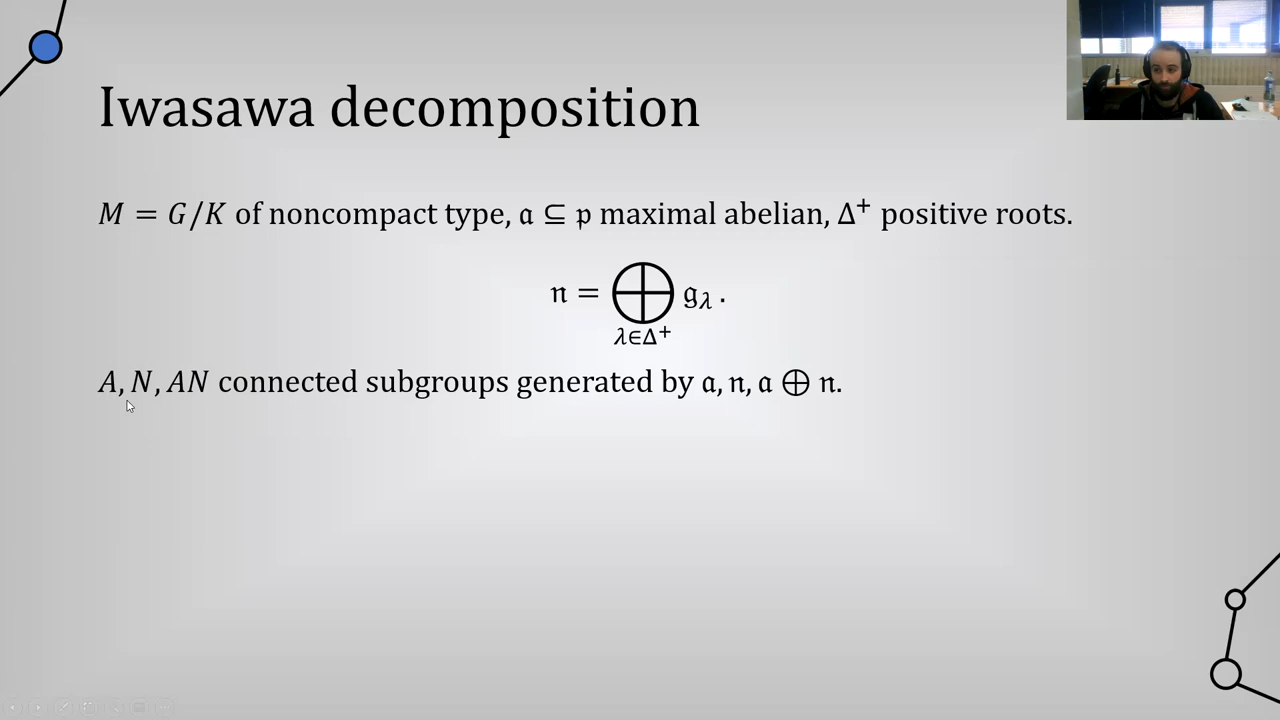 Iwasawa decomposition
M = G/K of noncompact type, 𝔞 ⊆ 𝔭 maximal abelian, Δ⁺ positive roots.
𝔫 = ⨁ 𝔤_λ .
λ∈Δ⁺
A, N, AN connected subgroups generated by 𝔞, 𝔫, 𝔞 ⊕ 𝔫.